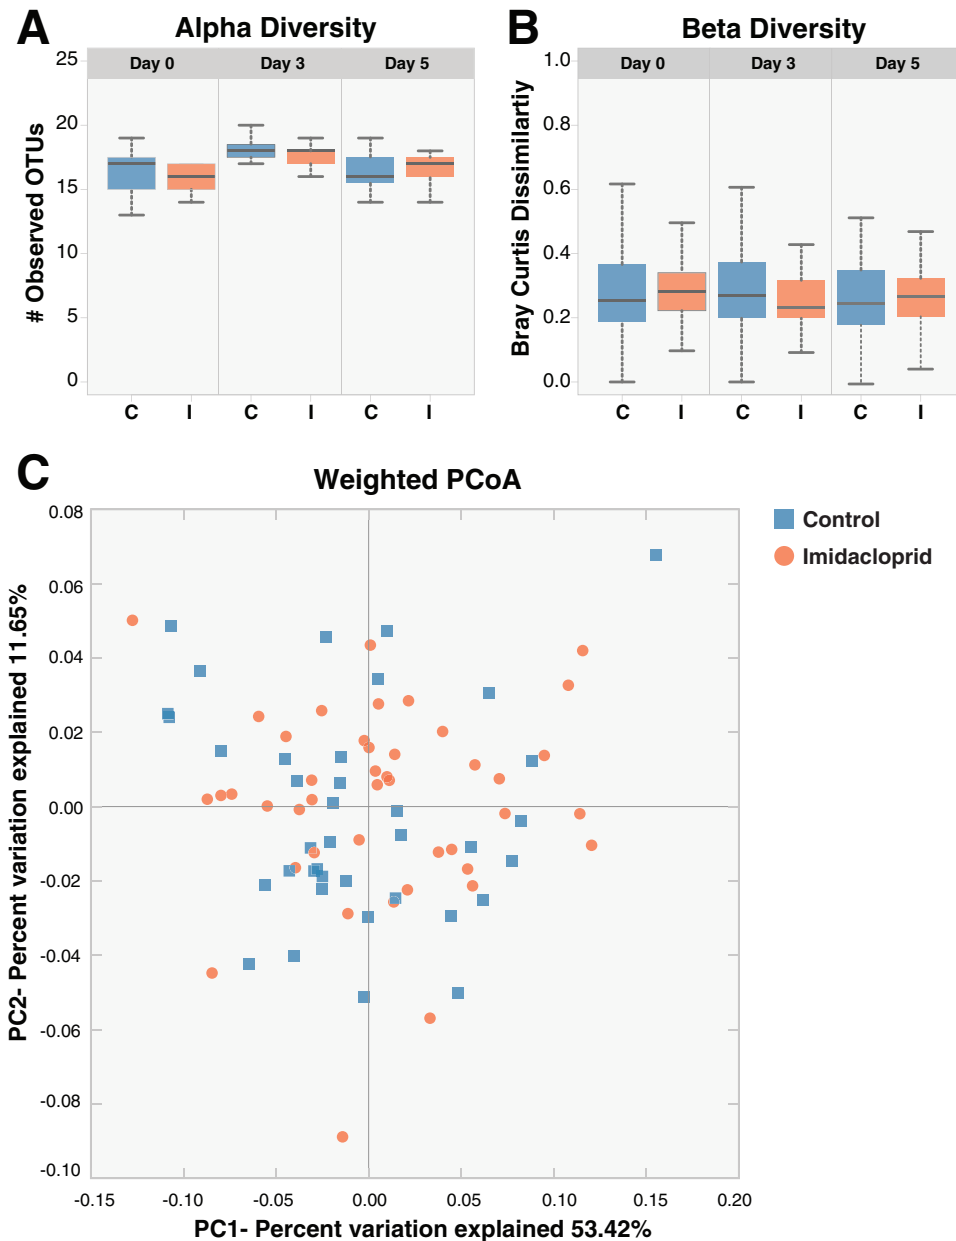 A
Alpha Diversity
# Observed OTUs
25
20
15
10
5
0
Day 0
Day 3
Day 5
C
I
C
I
C
I
B
Beta Diversity
Bray Curtis Dissimilartiy
1.0
0.8
0.6
0.4
0.2
0.0
Day 0
Day 3
Day 5
C
I
C
I
C
I
C
Weighted PCoA
PC2- Percent variation explained 11.65%
0.08
0.06
0.04
0.02
0.00
-0.02
-0.04
-0.06
-0.08
-0.10
-0.15
-0.10
-0.05
0.00
0.05
0.10
0.15
0.20
PC1- Percent variation explained 53.42%
Control
Imidacloprid